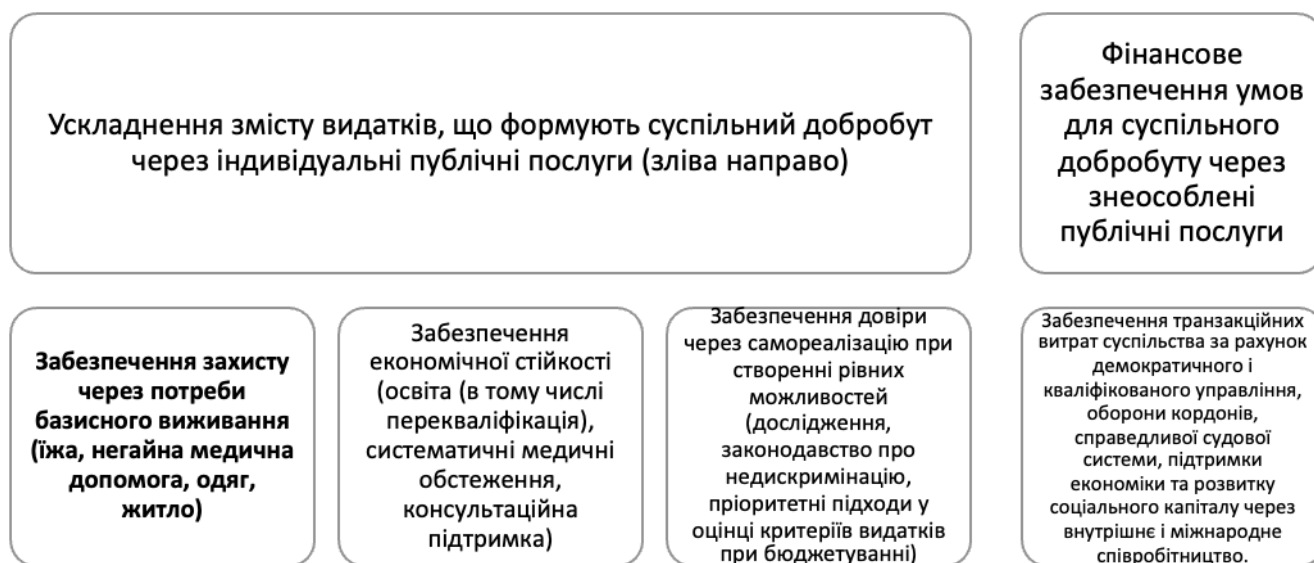 Ускладнення змісту видатків, що формують суспільний добробут
через індивідуальні публічні послуги (зліва направо)
Фінансове
забезпечення умов
для суспільного
добробуту через
знеособлені
публічні послуги
Забезпечення захисту
через потреби
базисного виживання
(їжа, негайна медична
допомога, одяг,
житло)
Забезпечення
економічної стійкості
(освіта (в тому числі
перекваліфікація),
систематичні медичні
обстеження,
консультаційна
підтримка)
Забезпечення довіри
через самореалізацію при
створенні рівних
можливостей
(дослідження,
законодавство про
недискримінацію,
пріоритетні підходи у
оцінці критеріїв видатків
при бюджетуванні)
Забезпечення транзакційних
витрат суспільства за рахунок
демократичного і
кваліфікованого управління,
оборони кордонів,
справедливої судової
системи, підтримки
економіки та розвитку
соціального капіталу через
внутрішнє і міжнародне
співробітництво.